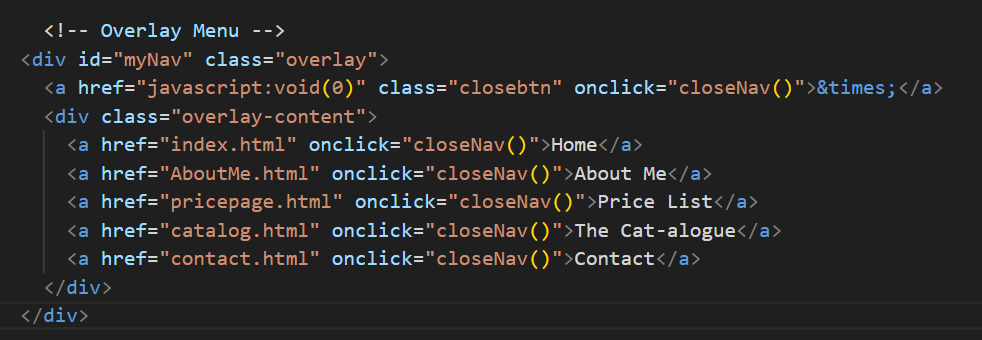 <!-- Overlay Menu -->
<div id="myNav" class="overlay">
<a href="javascript:void(0)" class="closebtn" onclick="closeNav()">&times;</a>
<div class="overlay-content">
<a href="index.html" onclick="closeNav()">Home</a>
<a href="AboutMe.html" onclick="closeNav()">About Me</a>
<a href="pricepage.html" onclick="closeNav()">Price List</a>
<a href="catalog.html" onclick="closeNav()">The Cat-alogue</a>
<a href="contact.html" onclick="closeNav()">Contact</a>
</div>
</div>